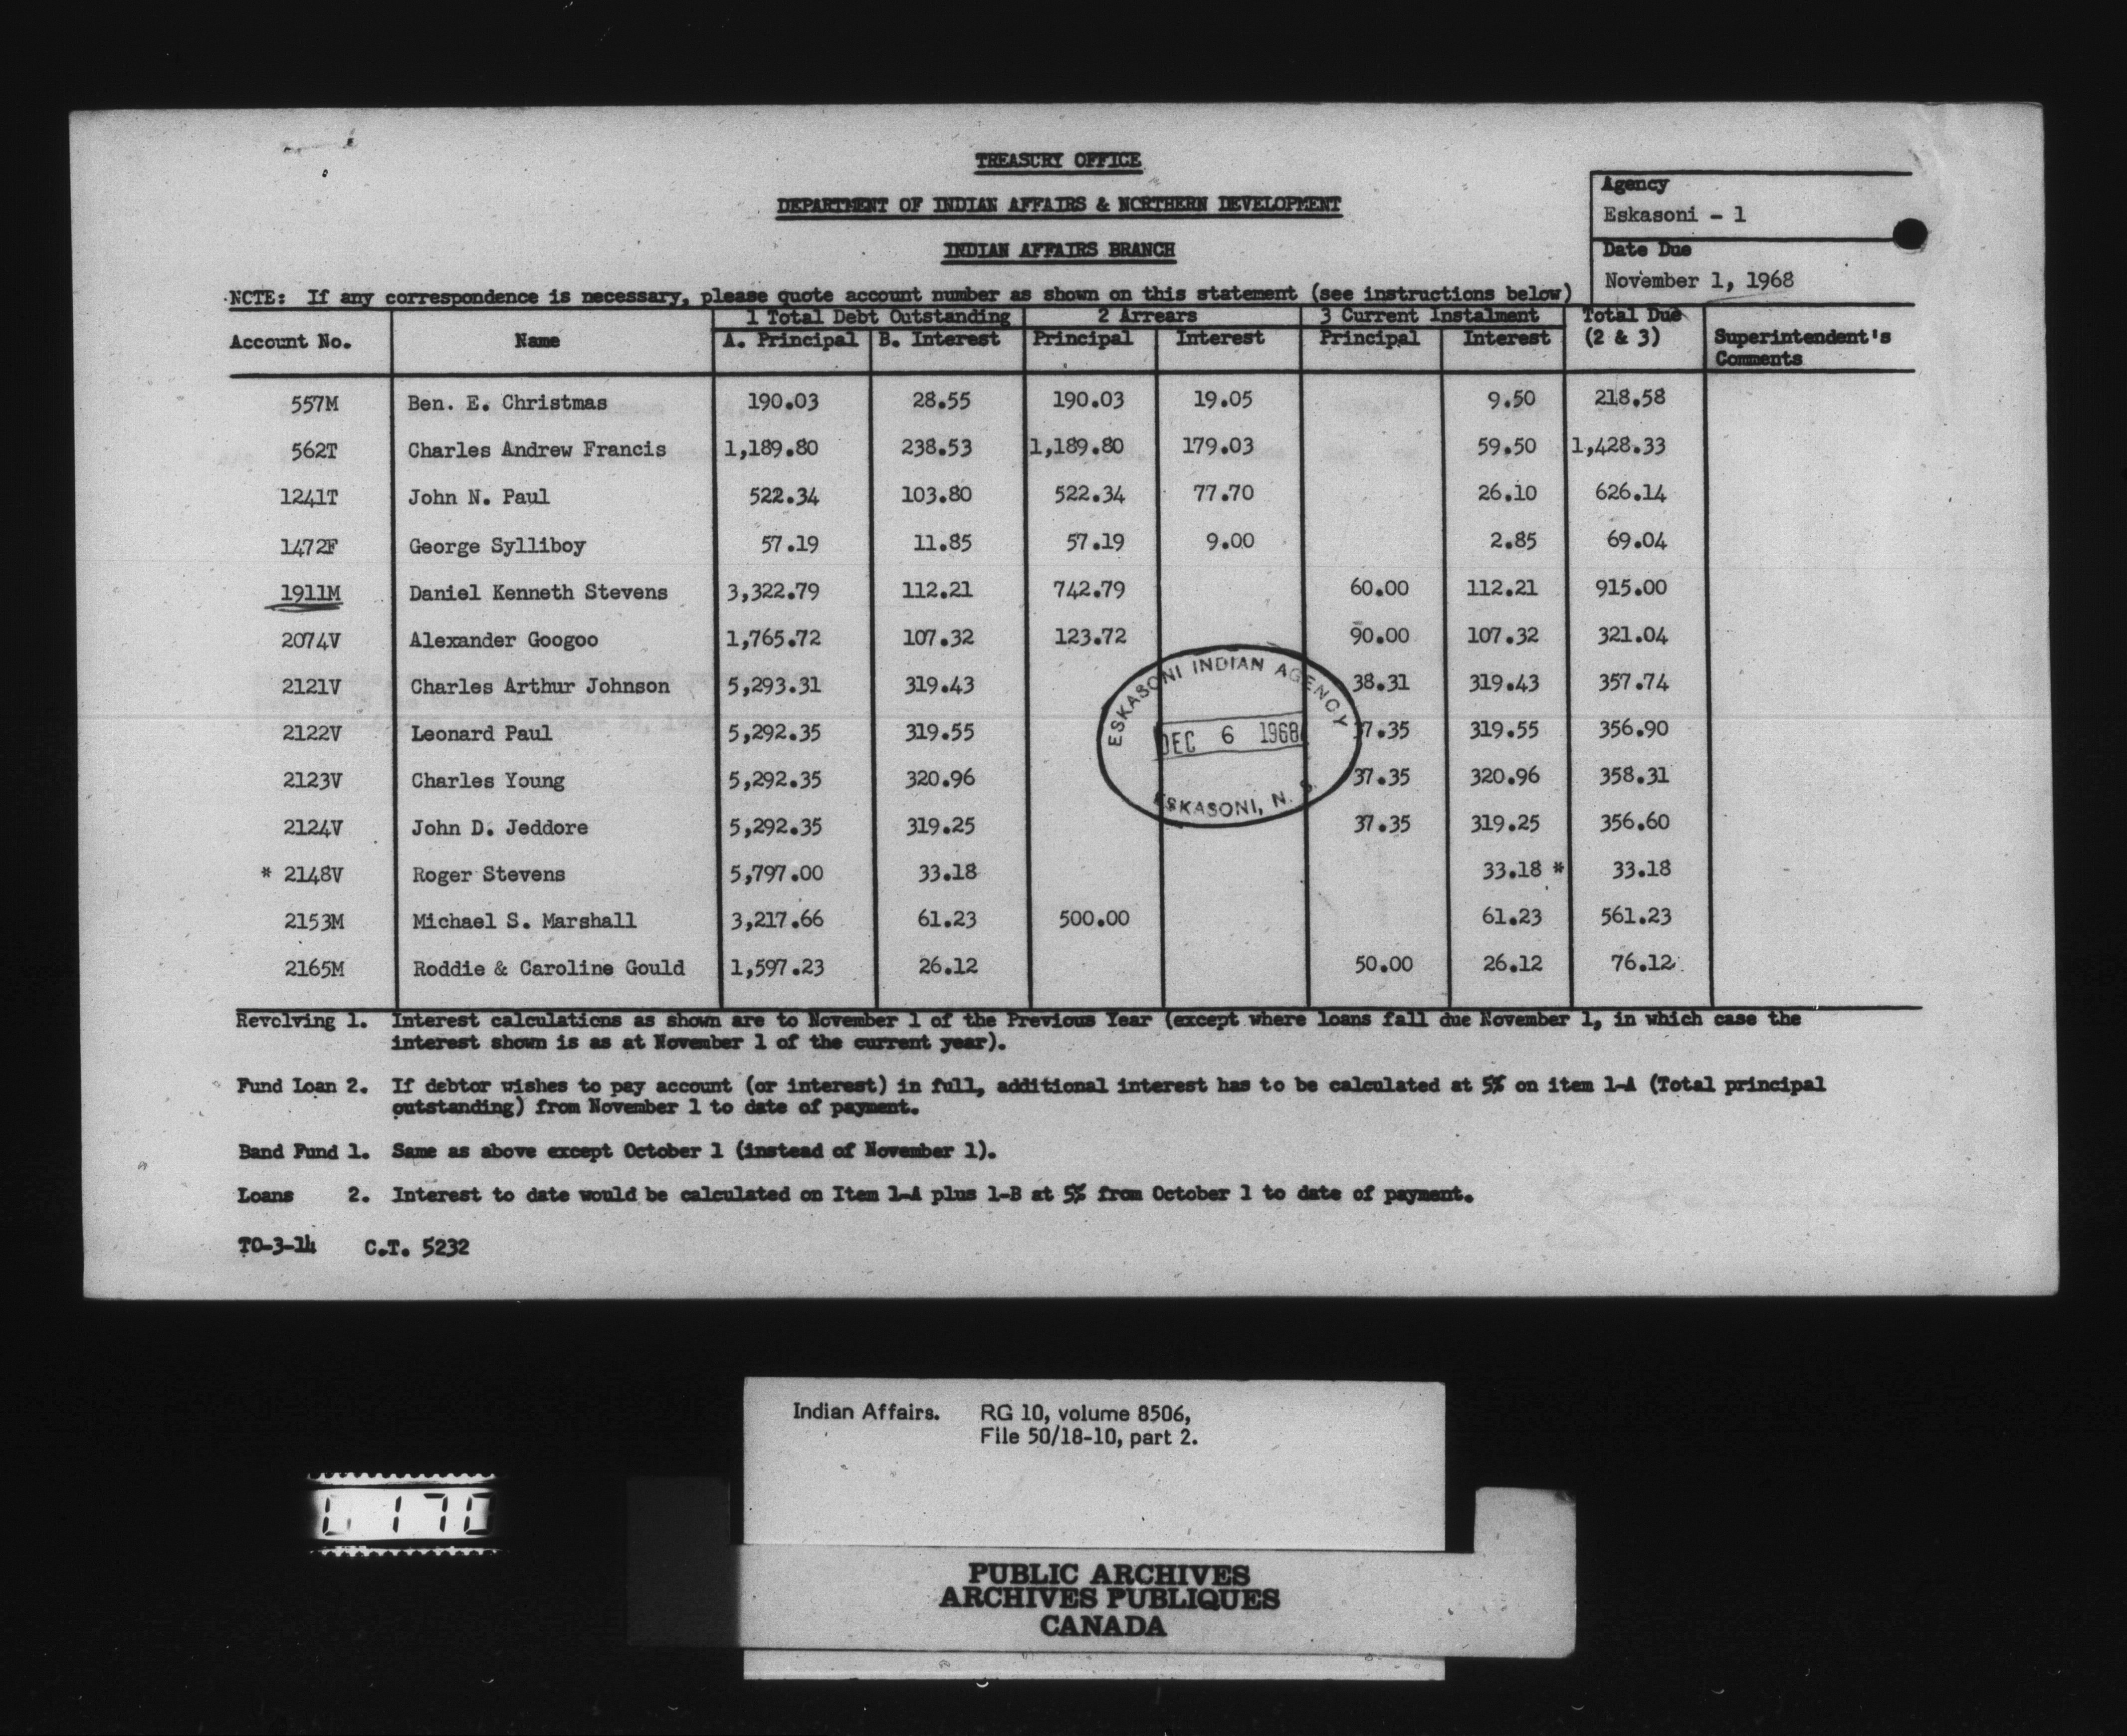 TREASURY OFFICE
DEPARTMENT OF INDIAN AFFAIRS & NORTHERN DEVELOPMENT
INDIAN AFFAIRS BRANCH
Agency
Eskasoni - 1
Date Due
November 1, 1968
NOTE: If any correspondence is necessary, please quote account number as shown on this statement (see instructions below)
Account No. Name 1 Total Debt Outstanding 2 Arrears 3 Current Instalment Total Due (2 & 3) Superintendent's Comments
A. Principal B. Interest Principal Interest Principal Interest
557M Ben. E. Christmas 190.03 28.55 190.03 19.05 9.50 218.58
562T Charles Andrew Francis 1,189.80 238.53 1,189.80 179.03 59.50 1,428.33
1241T John N. Paul 522.34 103.80 522.34 77.70 26.10 626.14
1472F George Sylliboy 57.19 11.85 57.19 9.00 2.85 69.04
1911M Daniel Kenneth Stevens 3,322.79 112.21 742.79 60.00 112.21 915.00
2074V Alexander Googoo 1,765.72 107.32 123.72 90.00 107.32 321.04
2121V Charles Arthur Johnson 5,293.31 319.43 38.31 319.43 357.74
2122V Leonard Paul 5,292.35 319.55 37.35 319.55 356.90
2123V Charles Young 5,292.35 320.96 37.35 320.96 358.31
2124V John D. Jeddore 5,292.35 319.25 37.35 319.25 356.60
* 2148V Roger Stevens 5,797.00 33.18 33.18 * 33.18
2153M Michael S. Marshall 3,217.66 61.23 500.00 61.23 561.23
2165M Roddie & Caroline Gould 1,597.23 26.12 50.00 26.12 76.12
ESKASONI INDIAN AGENCY
DEC 6 1968
ESKASONI, N. S.
Revolving 1. Interest calculations as shown are to November 1 of the Previous Year (except where loans fall due November 1, in which case the
interest shown is as at November 1 of the current year).
Fund Loan 2. If debtor wishes to pay account (or interest) in full, additional interest has to be calculated at 5% on item 1-A (Total principal
outstanding) from November 1 to date of payment.
Band Fund 1. Same as above except October 1 (instead of November 1).
Loans 2. Interest to date would be calculated on Item 1-A plus 1-B at 5% from October 1 to date of payment.
TO-3-14 C.T. 5232
Indian Affairs. RG 10, volume 8506,
File 50/18-10, part 2.
PUBLIC ARCHIVES
ARCHIVES PUBLIQUES
CANADA